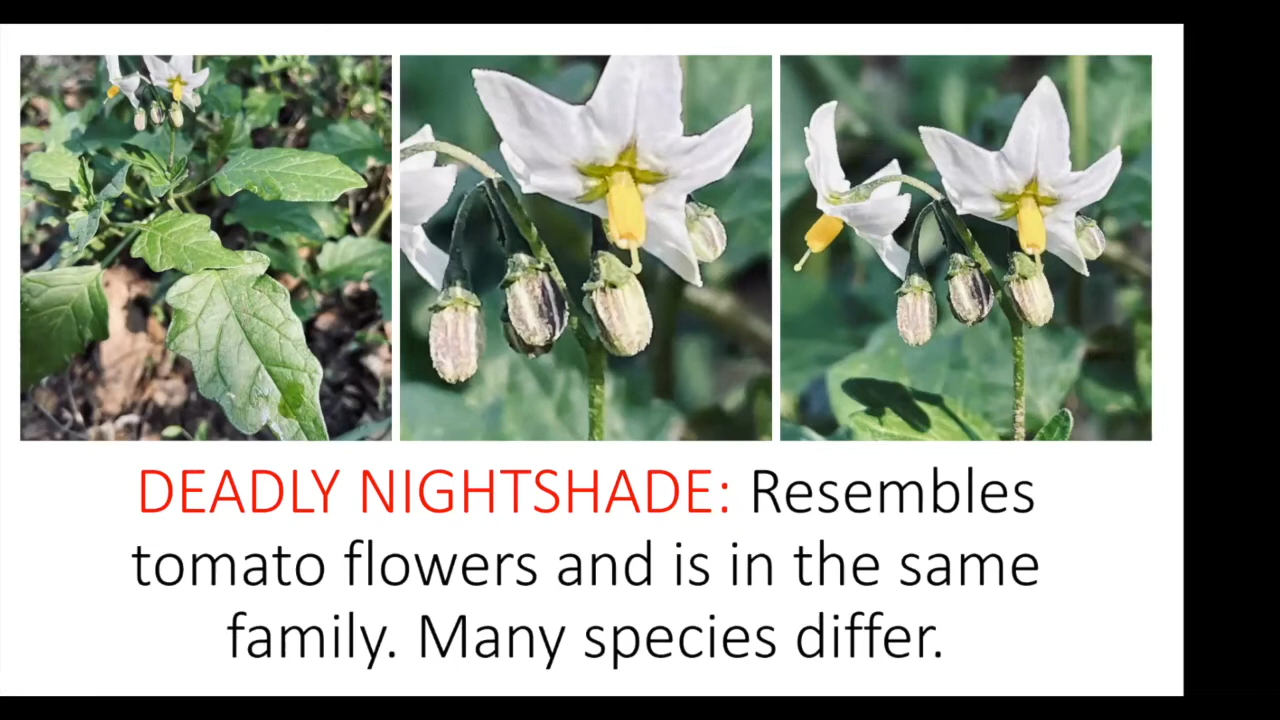 DEADLY NIGHTSHADE: Resembles
tomato flowers and is in the same
family. Many species differ.